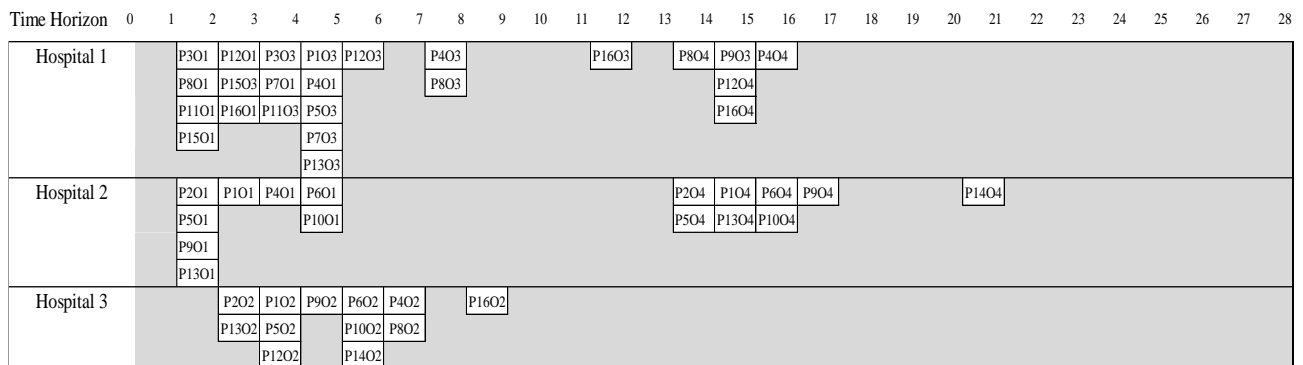 Time Horizon 0 1 2 3 4 5 6 7 8 9 10 11 12 13 14 15 16 17 18 19 20 21 22 23 24 25 26 27 28
Hospital 1 P3O1 P12O1 P3O3 P1O3 P12O3 P4O3 P16O3 P8O4 P9O3 P4O4
P8O1 P15O3 P7O1 P4O1 P8O3 P12O4
P11O1 P16O1 P11O3 P5O3 P16O4
P15O1 P7O3
P13O3
Hospital 2 P2O1 P1O1 P4O1 P6O1 P2O4 P1O4 P6O4 P9O4 P14O4
P5O1 P10O1 P5O4 P13O4 P10O4
P9O1
P13O1
Hospital 3 P2O2 P1O2 P9O2 P6O2 P4O2 P16O2
P13O2 P5O2 P10O2 P8O2
P12O2 P14O2